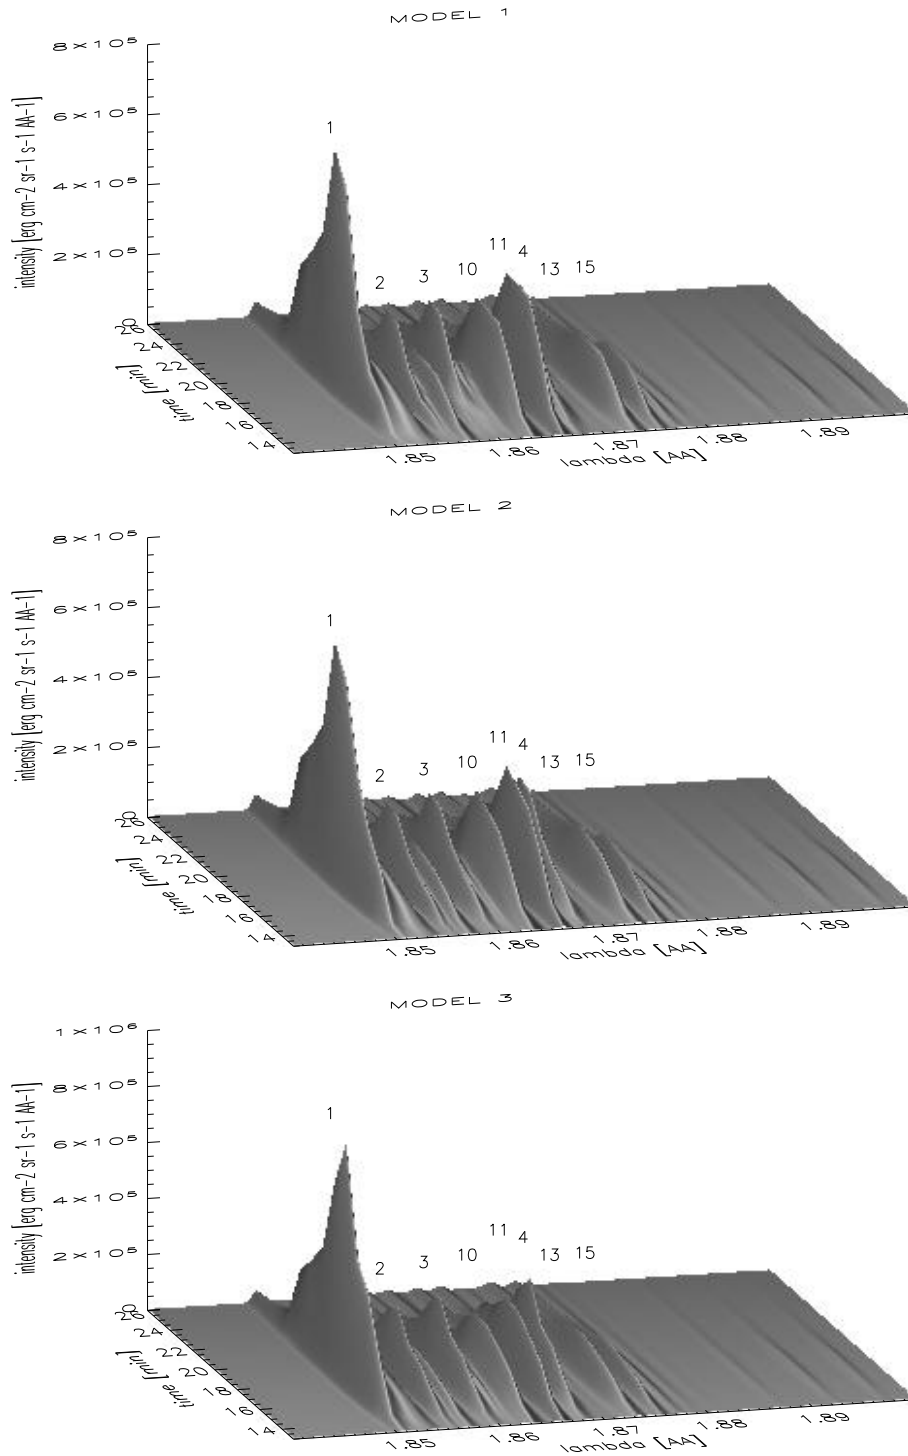 MODEL 1
8×10⁵
6×10⁵
4×10⁵
2×10⁵
intensity [erg cm-2 sr-1 s-1 AA-1]
1
2 3 10 11 4 13 15
26 24 22 20 18 16 14
time [min]
1.85 1.86 1.87 1.88 1.89
lambda [AA]
MODEL 2
8×10⁵
6×10⁵
4×10⁵
2×10⁵
intensity [erg cm-2 sr-1 s-1 AA-1]
1
2 3 10 11 4 13 15
26 24 22 20 18 16 14
time [min]
1.85 1.86 1.87 1.88 1.89
lambda [AA]
MODEL 3
1×10⁶
8×10⁵
6×10⁵
4×10⁵
2×10⁵
intensity [erg cm-2 sr-1 s-1 AA-1]
1
2 3 10 11 4 13 15
26 24 22 20 18 16 14
time [min]
1.85 1.86 1.87 1.88 1.89
lambda [AA]